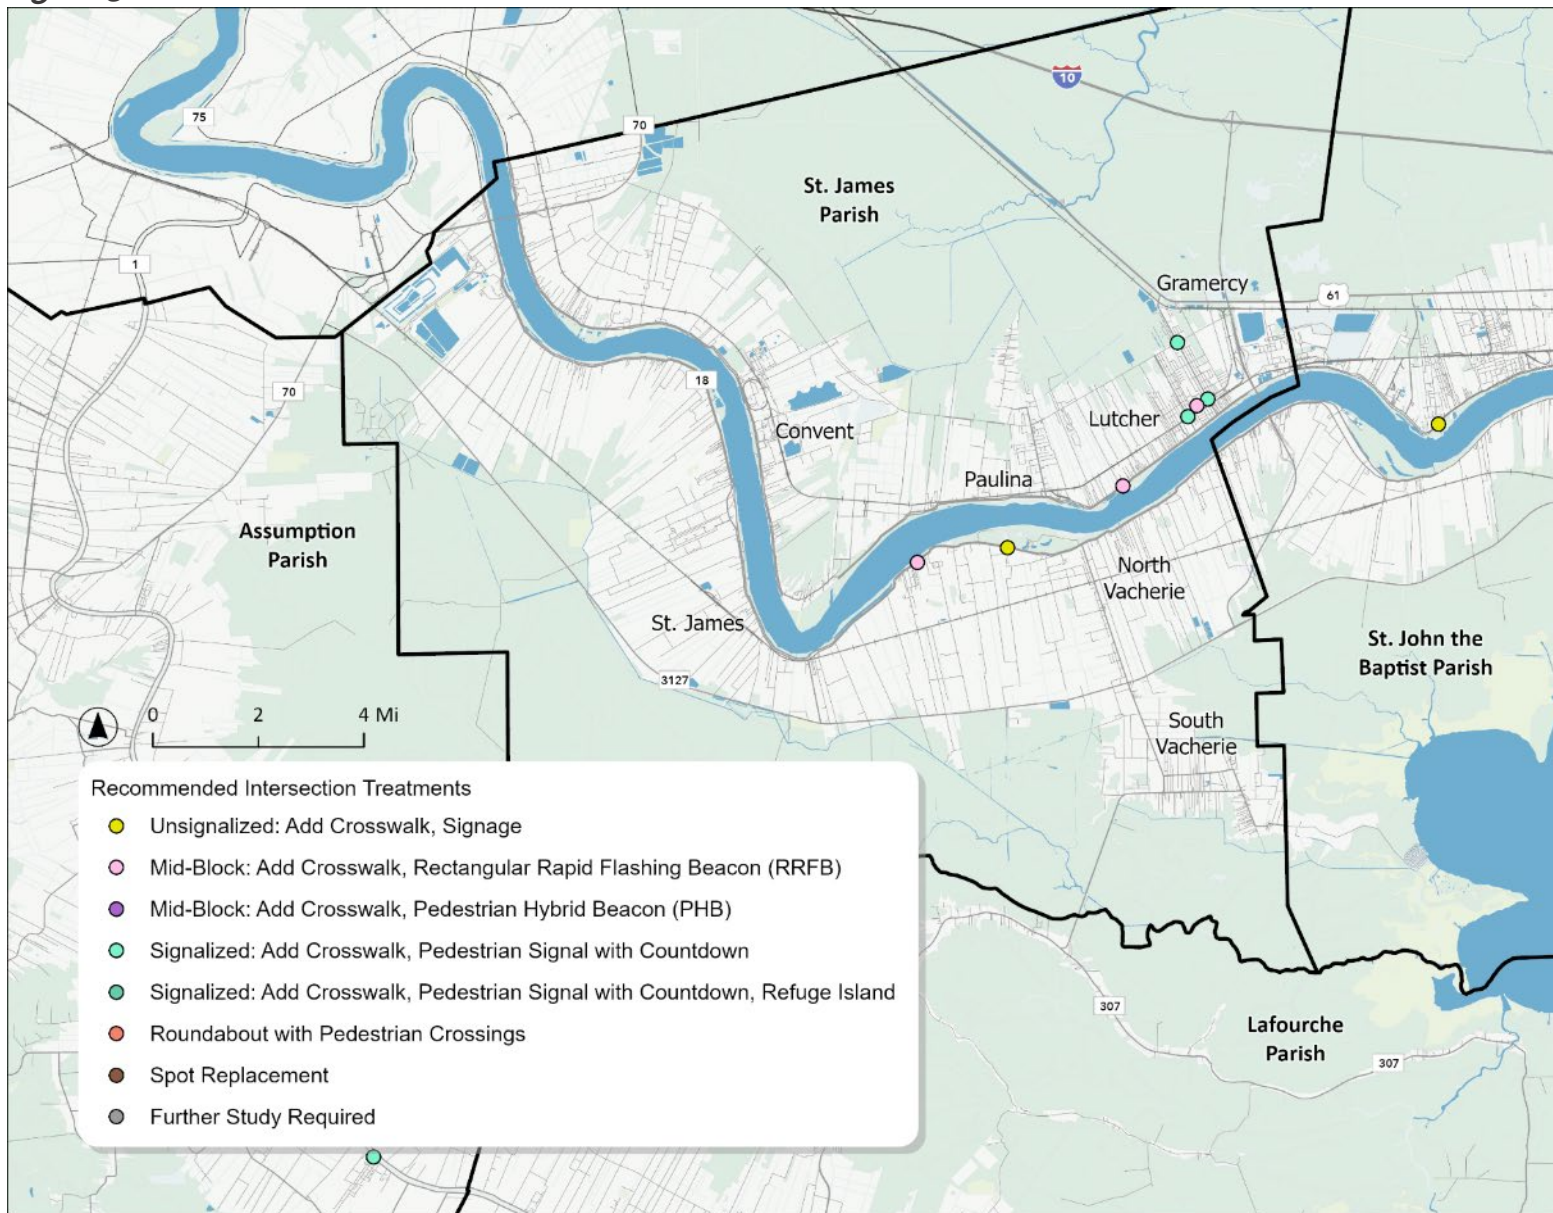 75
70
10
St. James
Parish
1
Gramercy
61
70
18
Convent
Lutcher
Paulina
Assumption
Parish
North
Vacherie
St. James
St. John the
Baptist Parish
3127
0 2 4 Mi
South
Vacherie
Recommended Intersection Treatments
Unsignalized: Add Crosswalk, Signage
Mid-Block: Add Crosswalk, Rectangular Rapid Flashing Beacon (RRFB)
Mid-Block: Add Crosswalk, Pedestrian Hybrid Beacon (PHB)
Signalized: Add Crosswalk, Pedestrian Signal with Countdown
Signalized: Add Crosswalk, Pedestrian Signal with Countdown, Refuge Island
Roundabout with Pedestrian Crossings
Spot Replacement
Further Study Required
307
Lafourche
Parish
307